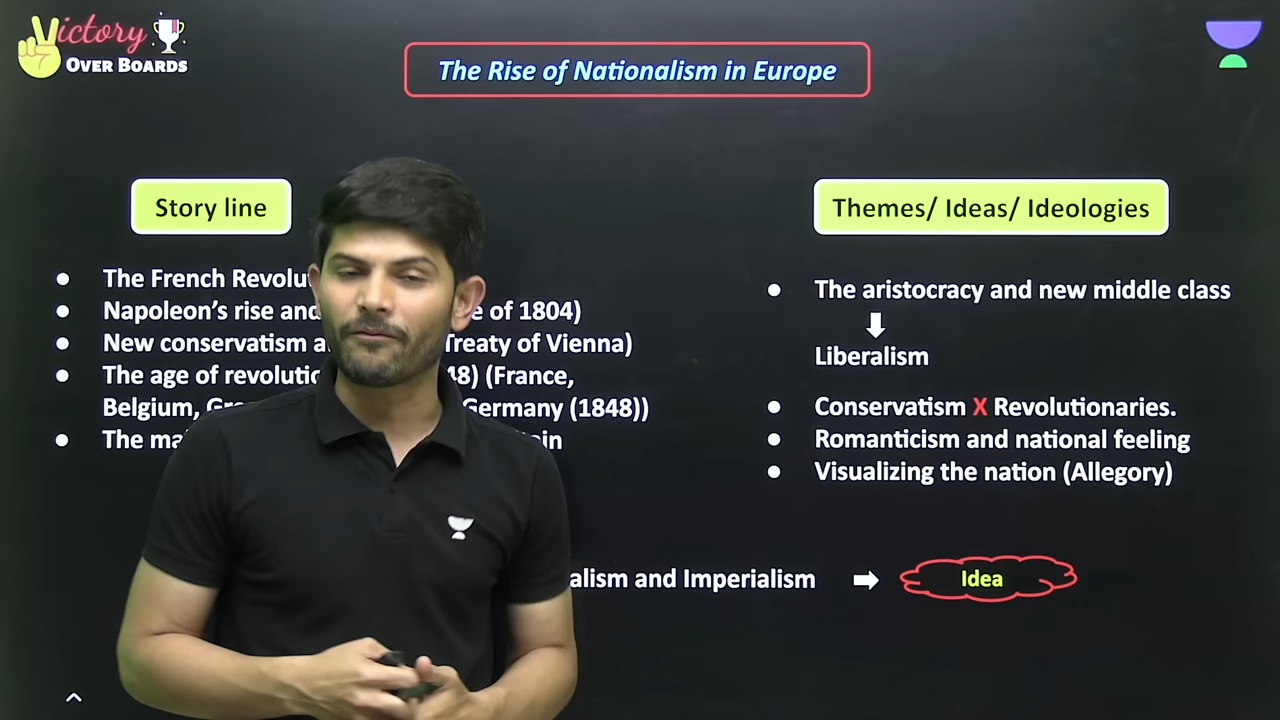 Victory
OVER BOARDS
The Rise of Nationalism in Europe
Story line
The French Revolu
Napoleon's rise and e of 1804)
New conservatism a Treaty of Vienna)
The age of revolutio 48) (France,
Belgium, Gre Germany (1848))
The ma ain
Themes/ Ideas/ Ideologies
The aristocracy and new middle class
Liberalism
Conservatism X Revolutionaries.
Romanticism and national feeling
Visualizing the nation (Allegory)
alism and Imperialism
Idea